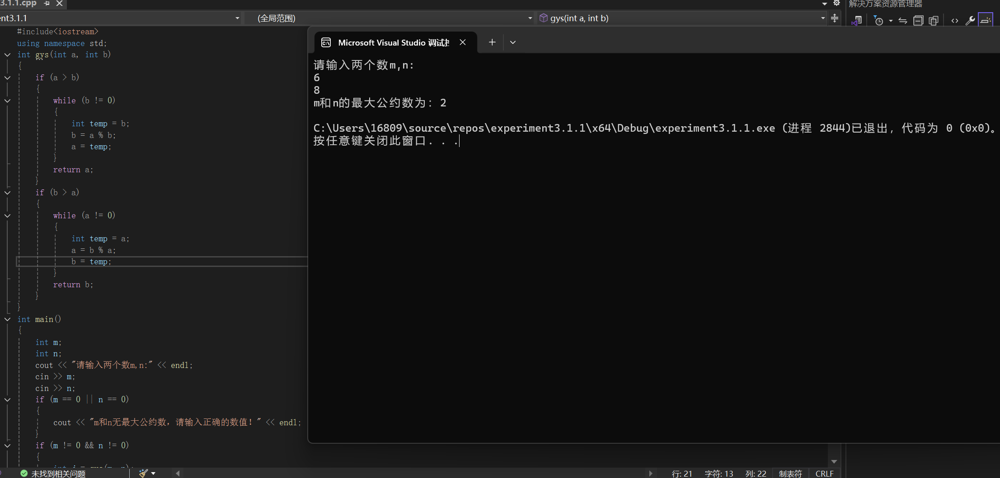 3.1.1.cpp
解决方案资源管理器
ent3.1.1
(全局范围)
gys(int a, int b)
#include<iostream>
using namespace std;
int gys(int a, int b)
{
if (a > b)
{
while (b != 0)
{
int temp = b;
b = a % b;
a = temp;
}
return a;
}
if (b > a)
{
while (a != 0)
{
int temp = a;
a = b % a;
b = temp;
}
return b;
}
}
int main()
{
int m;
int n;
cout << "请输入两个数m,n:" << endl;
cin >> m;
cin >> n;
if (m == 0 || n == 0)
{
cout << "m和n无最大公约数，请输入正确的数值！" << endl;
}
if (m != 0 && n != 0)
{
Microsoft Visual Studio 调试
请输入两个数m,n:
6
8
m和n的最大公约数为：2
C:\Users\16809\source\repos\experiment3.1.1\x64\Debug\experiment3.1.1.exe (进程 2844)已退出，代码为 0 (0x0)。
按任意键关闭此窗口. . .
未找到相关问题
行: 21
字符: 13
列: 22
制表符
CRLF